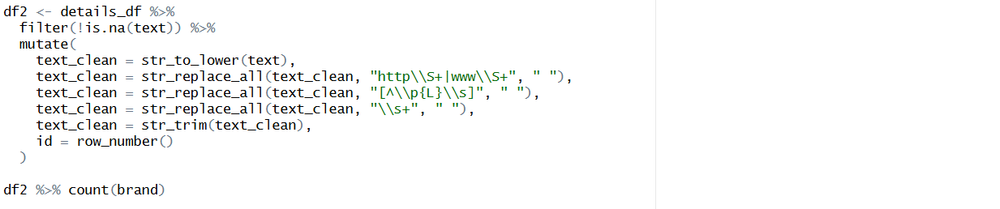 df2 <- details_df %>%
  filter(!is.na(text)) %>%
  mutate(
    text_clean = str_to_lower(text),
    text_clean = str_replace_all(text_clean, "http\\S+|www\\S+", " "),
    text_clean = str_replace_all(text_clean, "[^\\p{L}\\s]", " "),
    text_clean = str_replace_all(text_clean, "\\s+", " "),
    text_clean = str_trim(text_clean),
    id = row_number()
  )

df2 %>% count(brand)